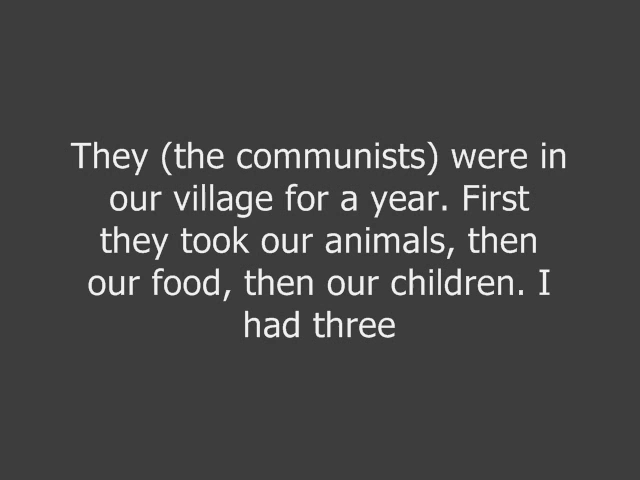 They (the communists) were in
our village for a year. First
they took our animals, then
our food, then our children. I
had three